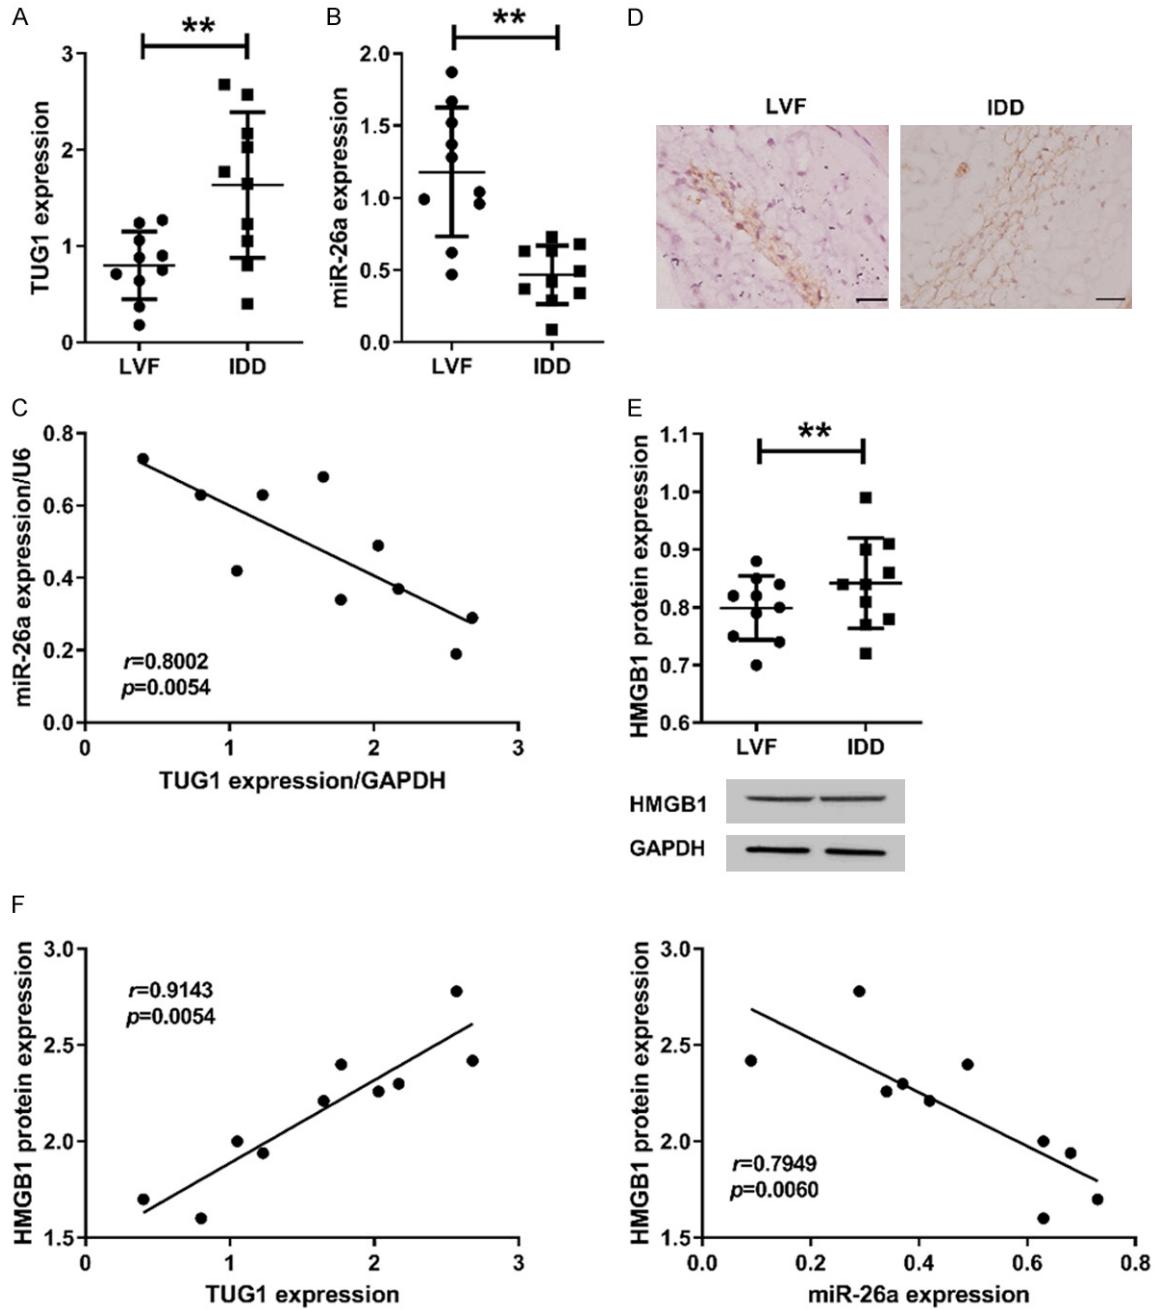 A
**
TUG1 expression
3
2
1
0
LVF
IDD
B
**
miR-26a expression
2.0
1.5
1.0
0.5
0.0
LVF
IDD
D
LVF
IDD
C
miR-26a expression/U6
0.8
0.6
0.4
0.2
0.0
r=0.8002
p=0.0054
0
1
2
3
TUG1 expression/GAPDH
E
**
HMGB1 protein expression
1.1
1.0
0.9
0.8
0.7
0.6
LVF
IDD
HMGB1
GAPDH
F
HMGB1 protein expression
3.0
2.5
2.0
1.5
r=0.9143
p=0.0054
0
1
2
3
TUG1 expression
HMGB1 protein expression
3.0
2.5
2.0
1.5
r=0.7949
p=0.0060
0.0
0.2
0.4
0.6
0.8
miR-26a expression